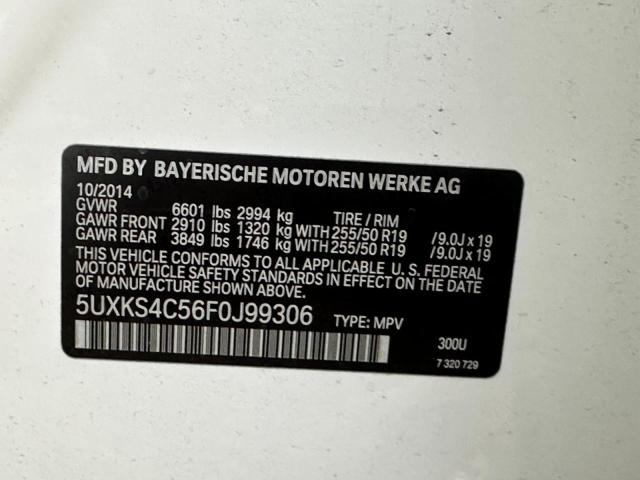 MFD BY BAYERISCHE MOTOREN WERKE AG
10/2014
GVWR 6601 lbs 2994 kg TIRE / RIM
GAWR FRONT 2910 lbs 1320 kg WITH 255/50 R19 /9.0J x 19
GAWR REAR 3849 lbs 1746 kg WITH 255/50 R19 /9.0J x 19
THIS VEHICLE CONFORMS TO ALL APPLICABLE U. S. FEDERAL
MOTOR VEHICLE SAFETY STANDARDS IN EFFECT ON THE DATE
OF MANUFACTURE SHOWN ABOVE.
5UXKS4C56F0J99306 TYPE: MPV 300U
7 320 729